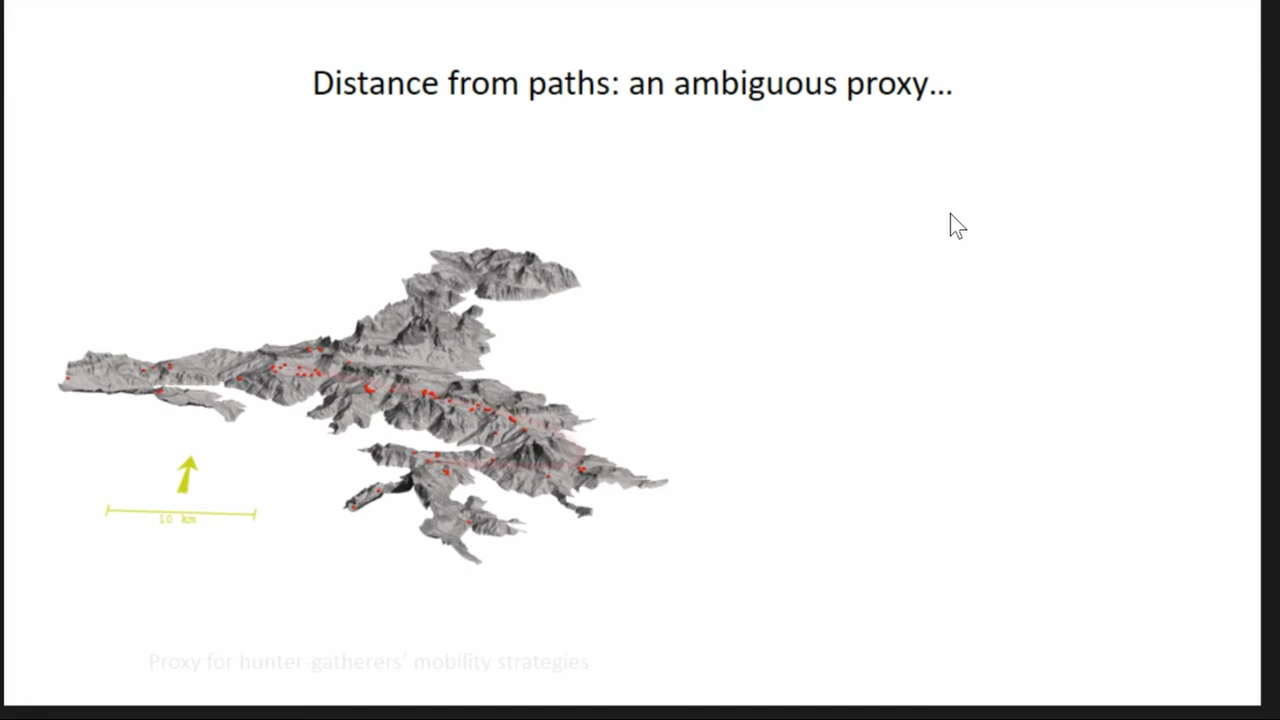 Distance from paths: an ambiguous proxy...
10 km
Proxy for hunter-gatherers' mobility strategies